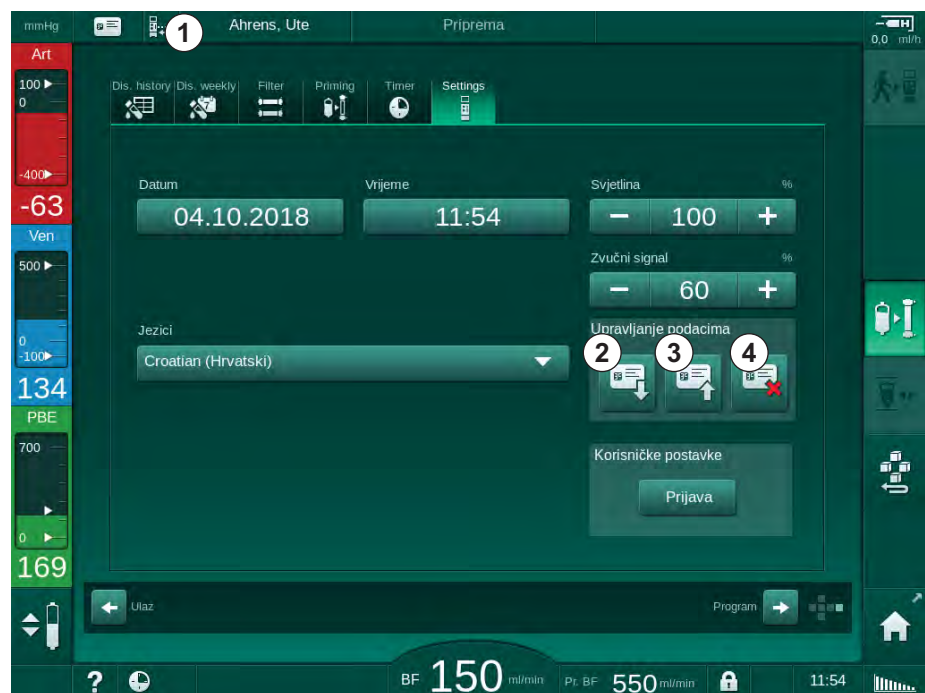 mmHg
1
Ahrens, Ute
Priprema
H
0,0 ml/h
Art
100
0
-400
-63
Ven
500
0
-100
134
PBE
700
0
169
Dis. history
Dis. weekly
7
Filter
Priming
Timer
Settings
Datum
04.10.2018
Vrijeme
11:54
Svjetlina %
− 100 +
Zvučni signal %
− 60 +
Jezici
Croatian (Hrvatski)
Upravljanje podacima
2
3
4
Korisničke postavke
Prijava
Ulaz
Program
?
BF 150 ml/min
Pr. BF 550 ml/min
11:54